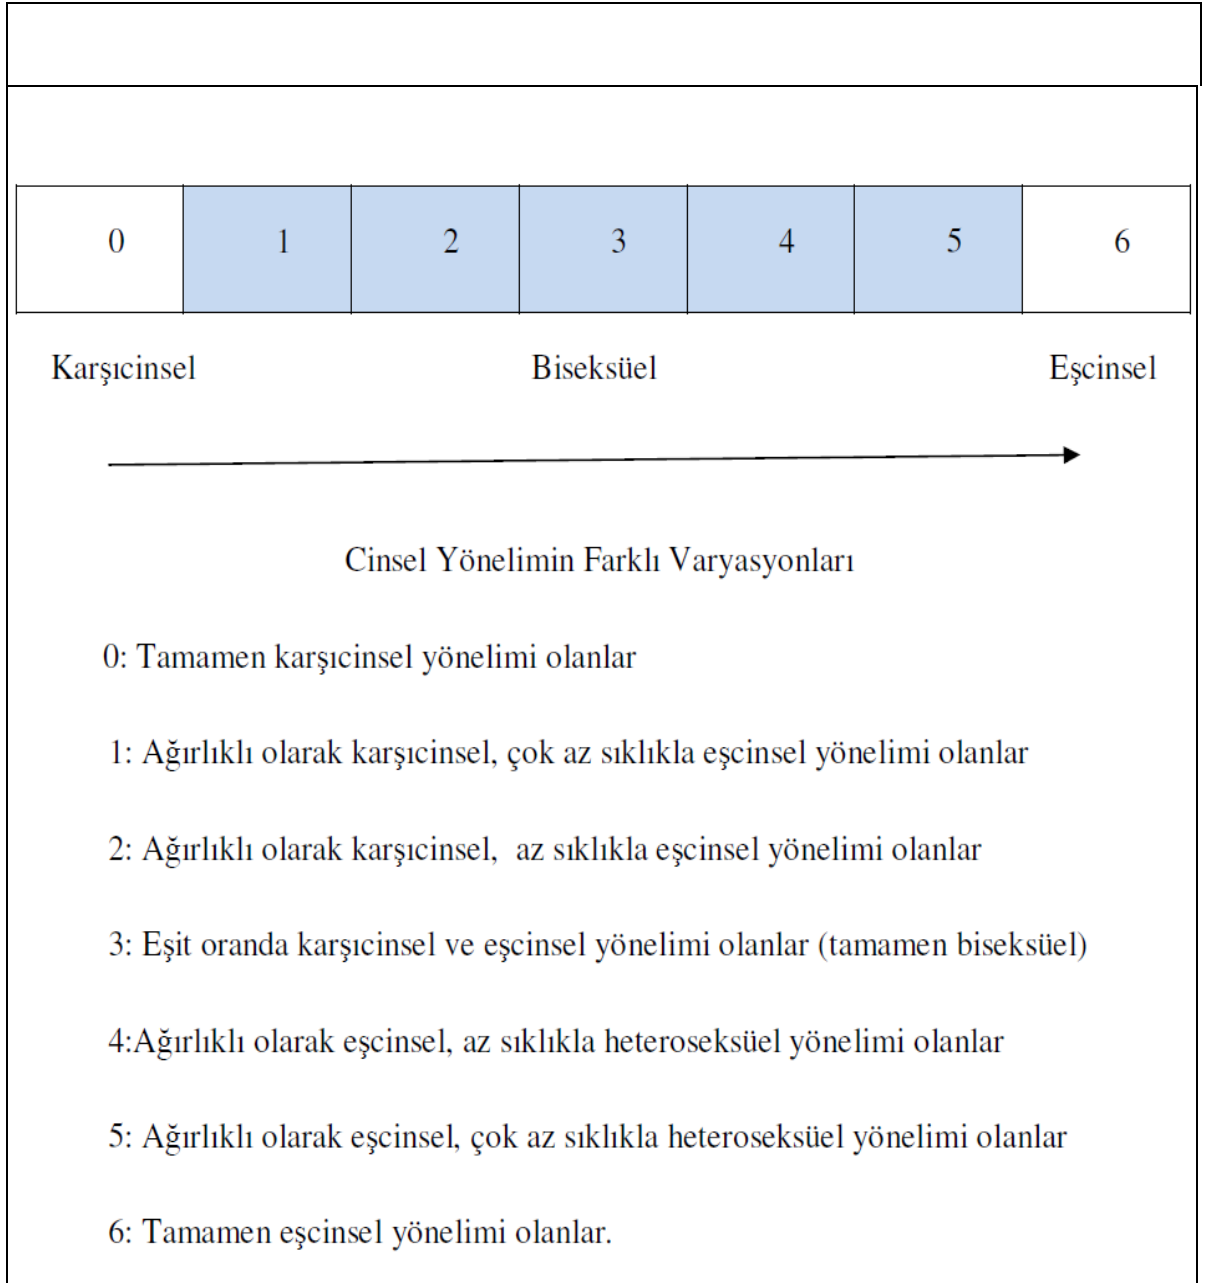 0 1 2 3 4 5 6
Karşıcinsel Biseksüel Eşcinsel
Cinsel Yönelimin Farklı Varyasyonları
0: Tamamen karşıcinsel yönelimi olanlar
1: Ağırlıklı olarak karşıcinsel, çok az sıklıkla eşcinsel yönelimi olanlar
2: Ağırlıklı olarak karşıcinsel, az sıklıkla eşcinsel yönelimi olanlar
3: Eşit oranda karşıcinsel ve eşcinsel yönelimi olanlar (tamamen biseksüel)
4:Ağırlıklı olarak eşcinsel, az sıklıkla heteroseksüel yönelimi olanlar
5: Ağırlıklı olarak eşcinsel, çok az sıklıkla heteroseksüel yönelimi olanlar
6: Tamamen eşcinsel yönelimi olanlar.